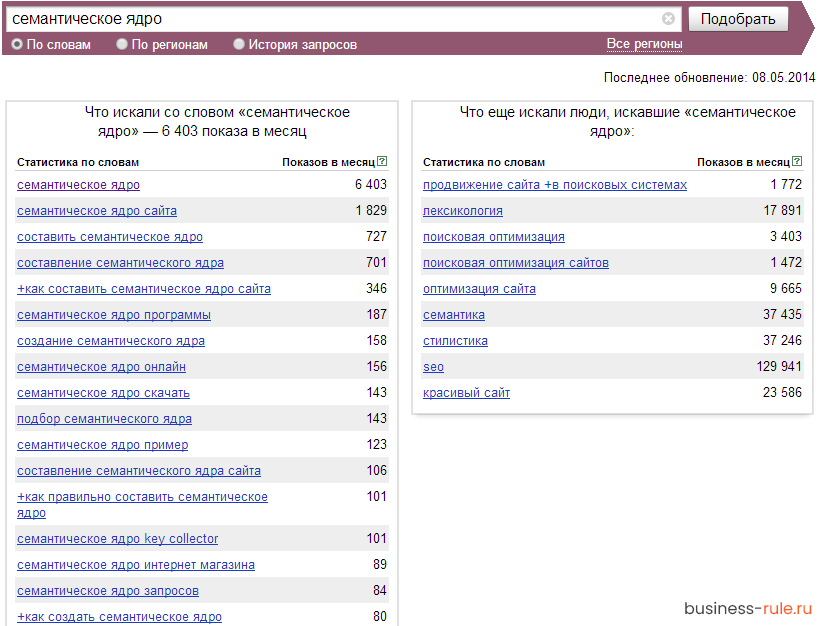 семантическое ядро
Подобрать
По словам По регионам История запросов Все регионы
Последнее обновление: 08.05.2014
Что искали со словом «семантическое
ядро» — 6 403 показа в месяц
Статистика по словам Показов в месяц ?
семантическое ядро 6 403
семантическое ядро сайта 1 829
составить семантическое ядро 727
составление семантического ядра 701
+как составить семантическое ядро сайта 346
семантическое ядро программы 187
создание семантического ядра 158
семантическое ядро онлайн 156
семантическое ядро скачать 143
подбор семантического ядра 143
семантическое ядро пример 123
составление семантического ядра сайта 106
+как правильно составить семантическое 101
ядро
семантическое ядро key collector 101
семантическое ядро интернет магазина 89
семантическое ядро запросов 84
+как создать семантическое ядро 80
Что еще искали люди, искавшие «семантическое
ядро»:
Статистика по словам Показов в месяц ?
продвижение сайта +в поисковых системах 1 772
лексикология 17 891
поисковая оптимизация 3 403
поисковая оптимизация сайтов 1 472
оптимизация сайта 9 665
семантика 37 435
стилистика 37 246
seo 129 941
красивый сайт 23 586
business-rule.ru